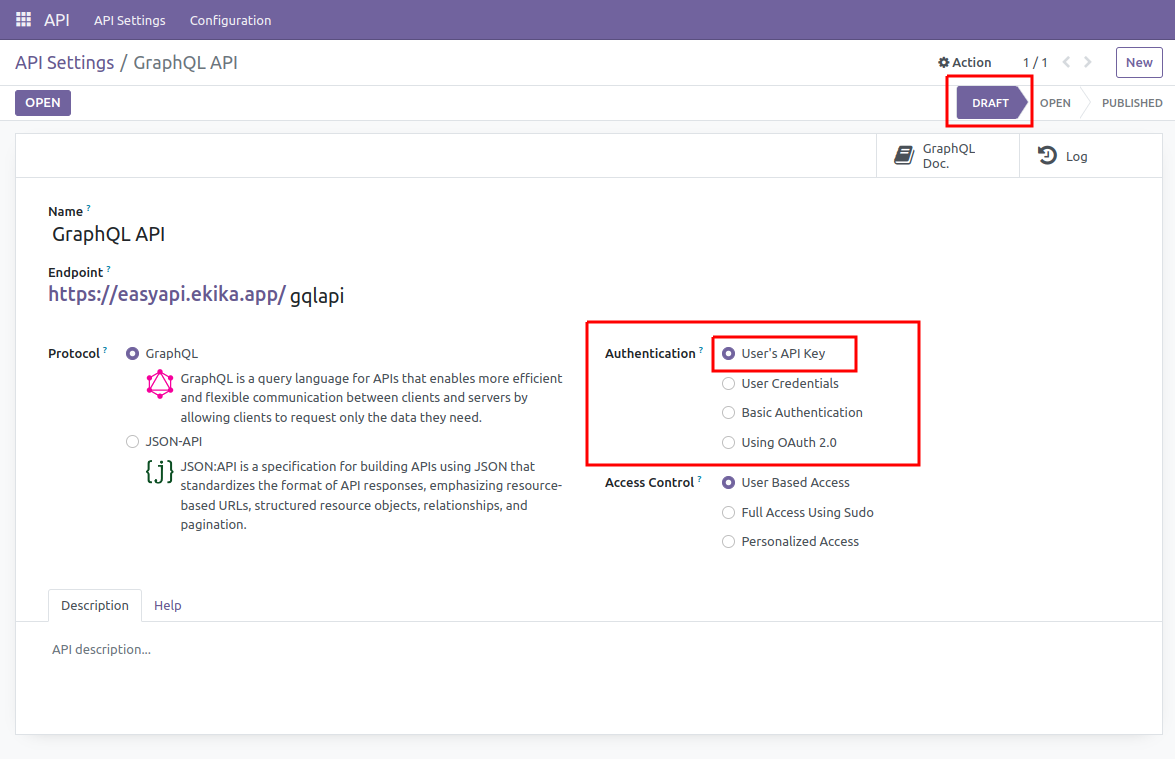 API API Settings Configuration
API Settings / GraphQL API
Action 1 / 1 New
OPEN DRAFT OPEN PUBLISHED
GraphQL
Doc.
Log
Name ?
GraphQL API
Endpoint ?
https://easyapi.ekika.app/ gqlapi
Protocol ? GraphQL
GraphQL is a query language for APIs that enables more efficient
and flexible communication between clients and servers by
allowing clients to request only the data they need.
JSON-API
{j} JSON:API is a specification for building APIs using JSON that
standardizes the format of API responses, emphasizing resource-
based URLs, structured resource objects, relationships, and
pagination.
Authentication ? User's API Key
User Credentials
Basic Authentication
Using OAuth 2.0
Access Control ? User Based Access
Full Access Using Sudo
Personalized Access
Description Help
API description...